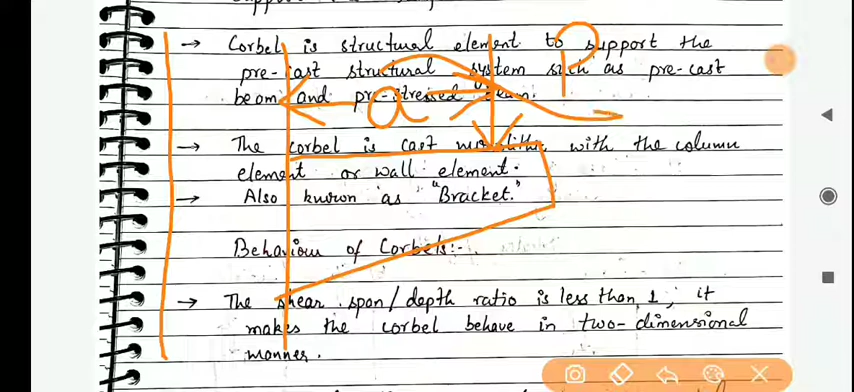 → Corbel is structural element to support the
pre-cast structural system such as pre-cast
beam and pre-stressed beam.
→ The corbel is cast with the column
element or wall element.
→ Also known as "Bracket."
Behaviour of Corbels:-
→ The shear span/depth ratio is less than 1, it
makes the corbel behave in two-dimensional
manner.
P
a